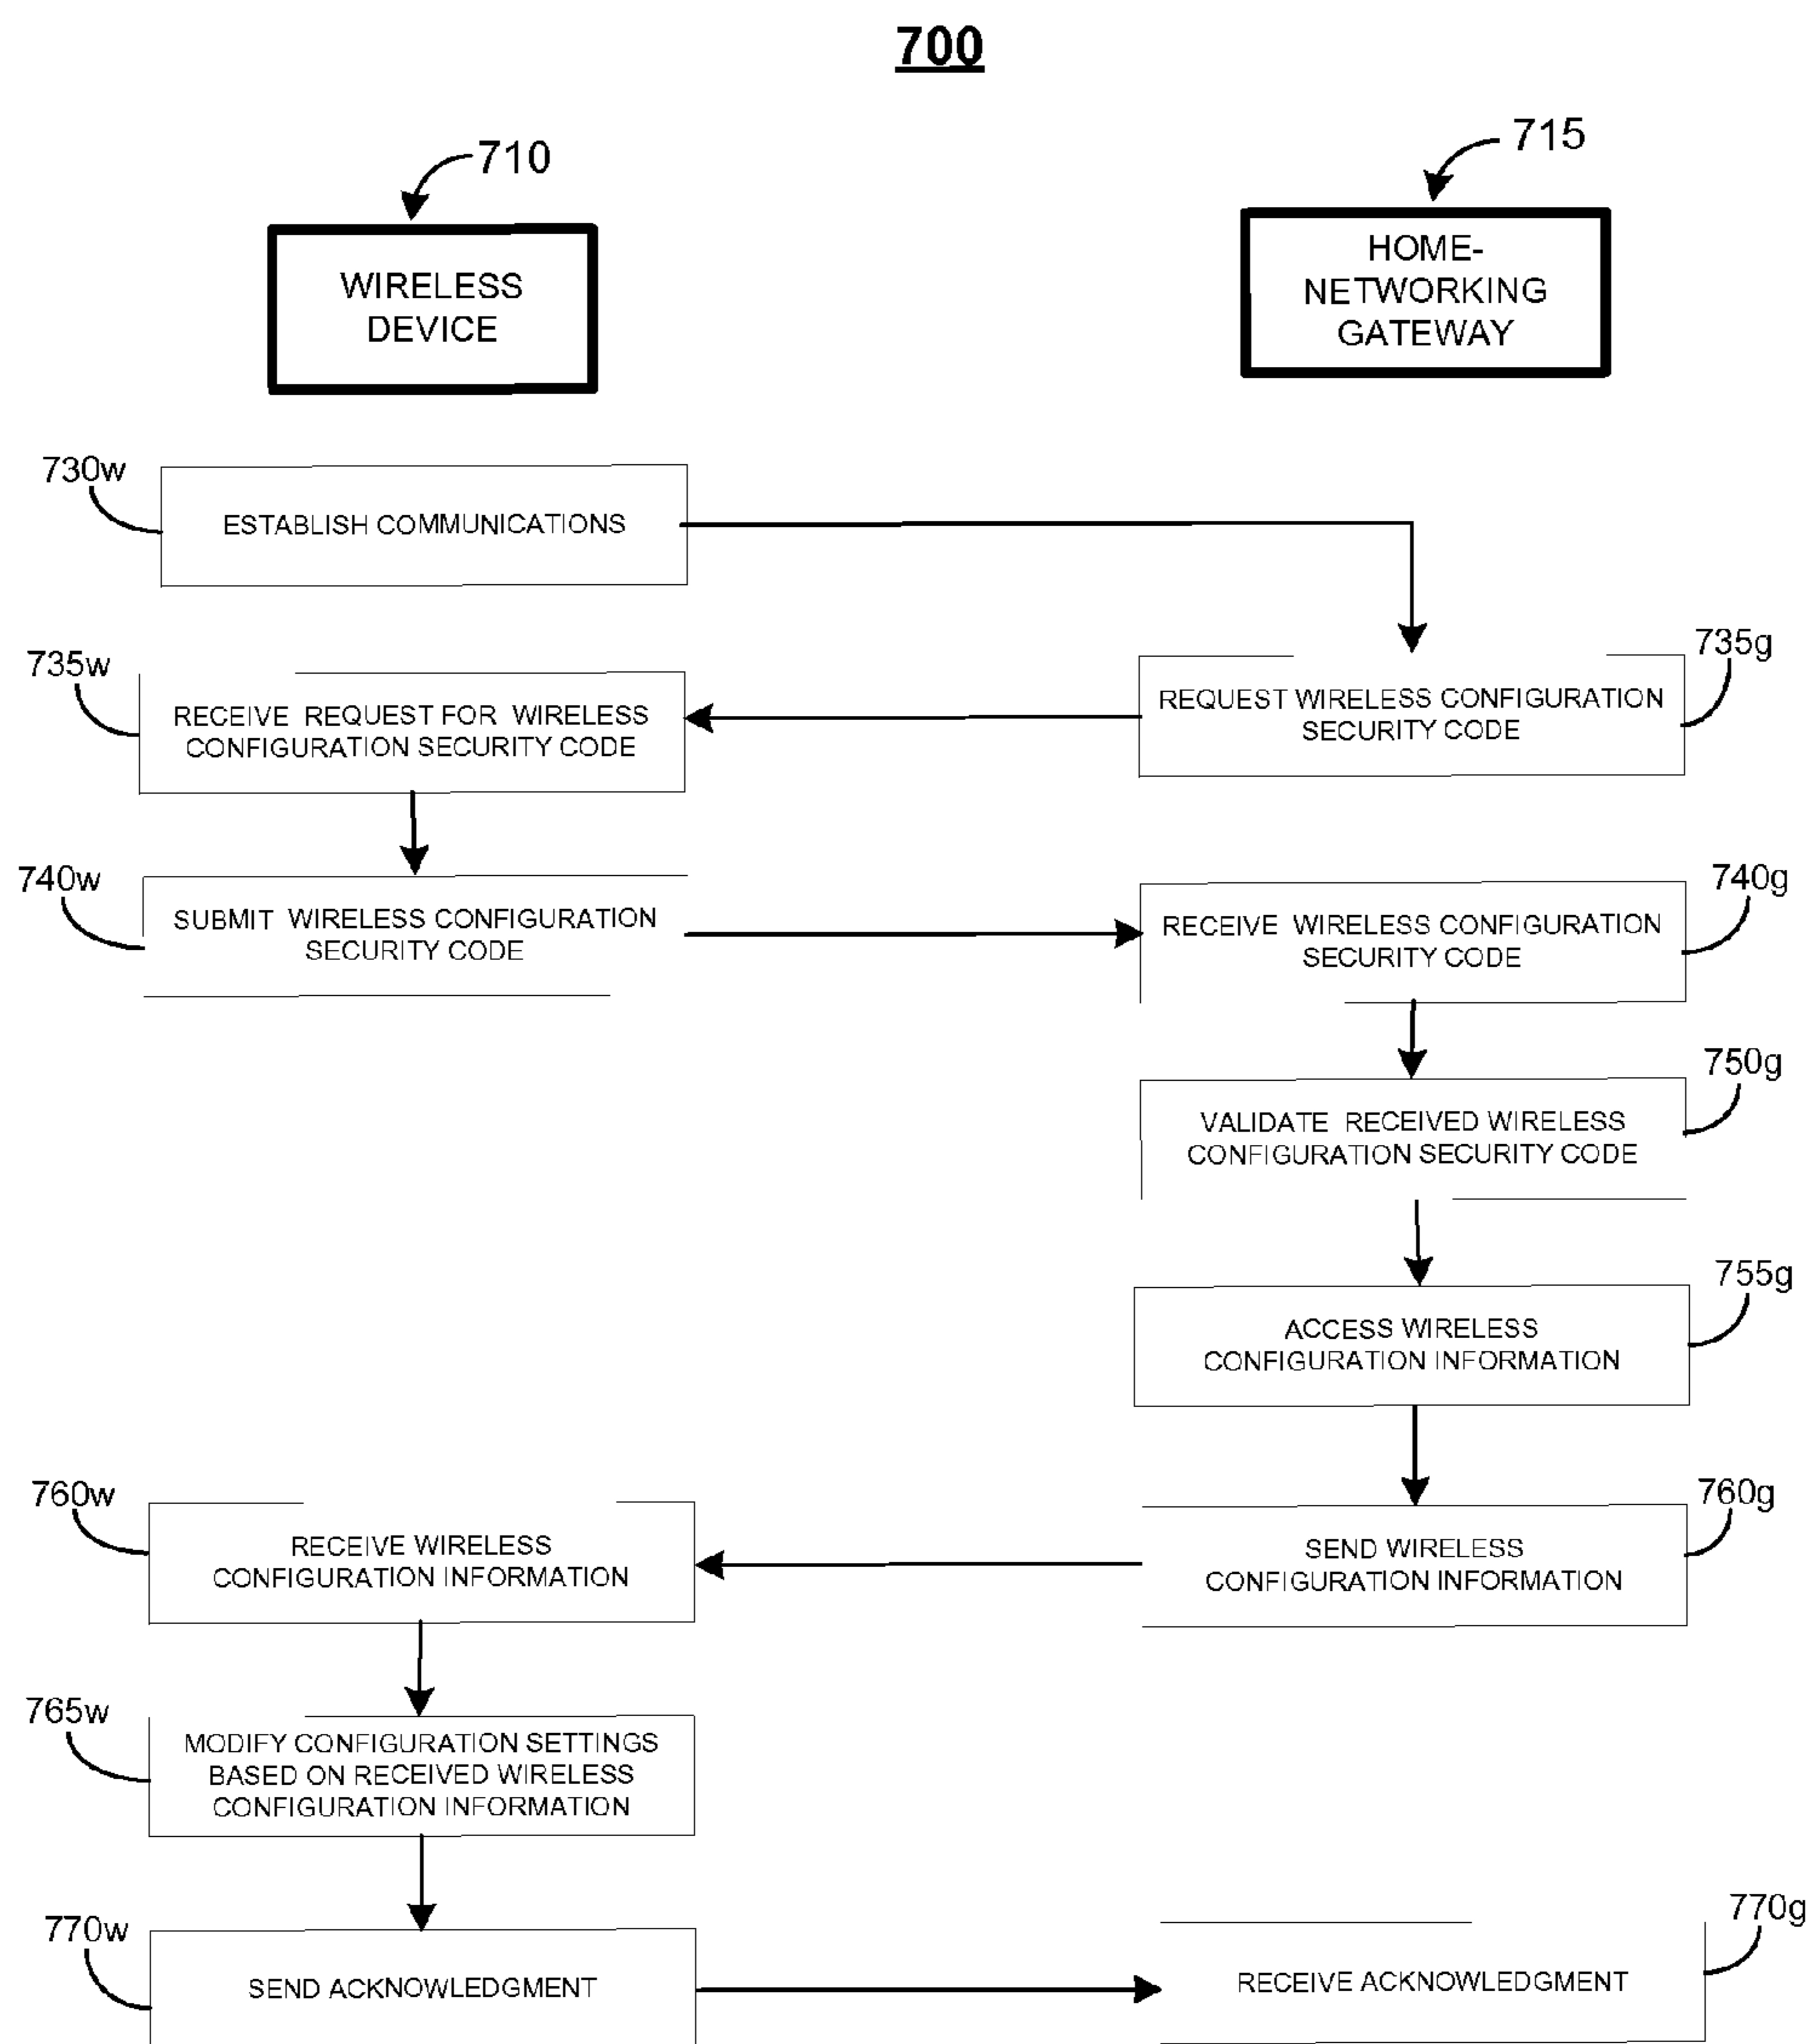 700
710
715
WIRELESS
DEVICE
HOME-
NETWORKING
GATEWAY
730w
ESTABLISH COMMUNICATIONS
735w
RECEIVE REQUEST FOR WIRELESS
CONFIGURATION SECURITY CODE
735g
REQUEST WIRELESS CONFIGURATION
SECURITY CODE
740w
SUBMIT WIRELESS CONFIGURATION
SECURITY CODE
740g
RECEIVE WIRELESS CONFIGURATION
SECURITY CODE
750g
VALIDATE RECEIVED WIRELESS
CONFIGURATION SECURITY CODE
755g
ACCESS WIRELESS
CONFIGURATION INFORMATION
760w
RECEIVE WIRELESS
CONFIGURATION INFORMATION
760g
SEND WIRELESS
CONFIGURATION INFORMATION
765w
MODIFY CONFIGURATION SETTINGS
BASED ON RECEIVED WIRELESS
CONFIGURATION INFORMATION
770w
SEND ACKNOWLEDGMENT
770g
RECEIVE ACKNOWLEDGMENT